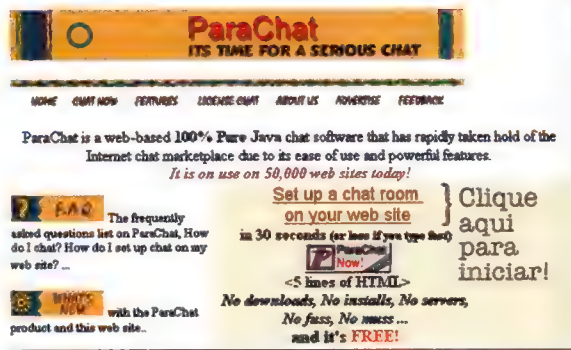 ParaChat
ITS TIME FOR A SERIOUS CHAT
HOME CHAT NOW FEATURES LICENSE CHAT ABOUT US ADVERTISE FEEDBACK
ParaChat is a web-based 100% Pure Java chat software that has rapidly taken hold of the
Internet chat marketplace due to its ease of use and powerful features.
It is on use on 50,000 web sites today!
F.A.Q The frequently
asked questions list on ParaChat, How
do I chat? How do I set up chat on my
web site? ...
WHAT'S
NEW with the ParaChat
product and this web site..
Set up a chat room
on your web site
in 30 seconds (or less if you type fast)
P ParaChat
Now!
<5 lines of HTML>
No downloads, No installs, No servers,
No fuss, No muss ...
and it's FREE!
Clique
aqui
para
iniciar!